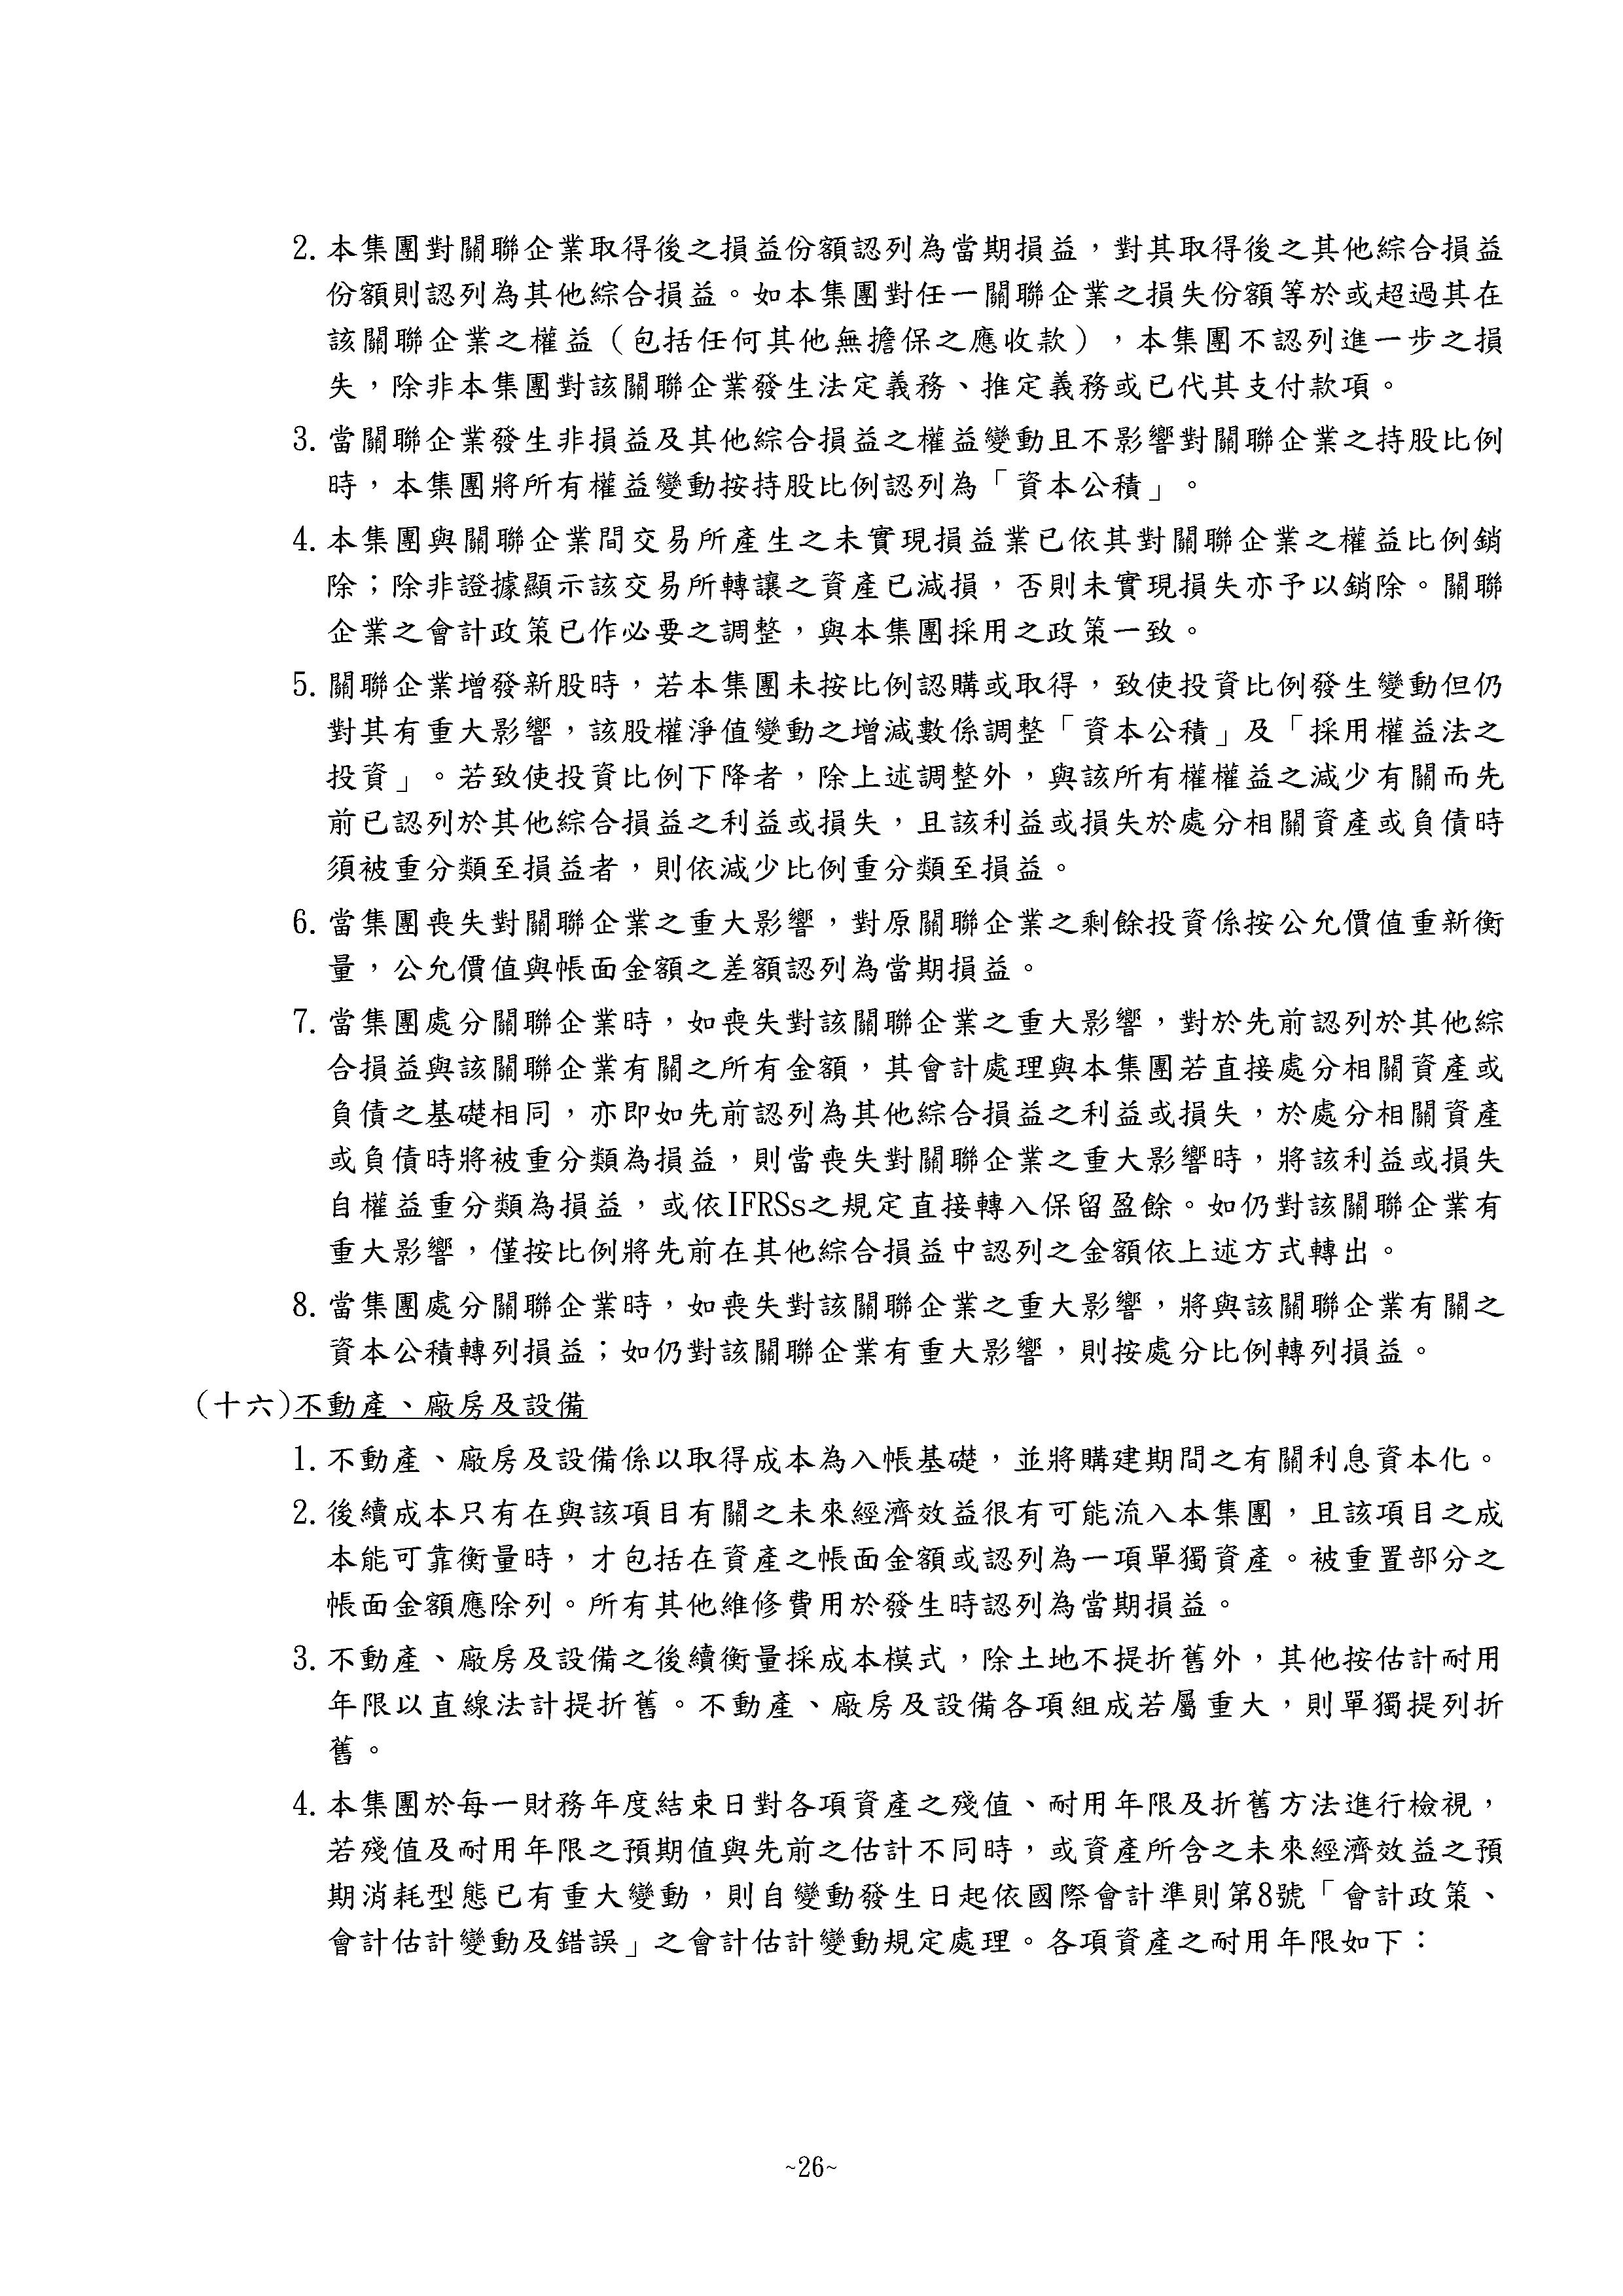 2. 本集團對關聯企業取得後之損益份額認列為當期損益，對其取得後之其他綜合損益
份額則認列為其他綜合損益。如本集團對任一關聯企業之損失份額等於或超過其在
該關聯企業之權益（包括任何其他無擔保之應收款），本集團不認列進一步之損
失，除非本集團對該關聯企業發生法定義務、推定義務或已代其支付款項。
3. 當關聯企業發生非損益及其他綜合損益之權益變動且不影響對關聯企業之持股比例
時，本集團將所有權益變動按持股比例認列為「資本公積」。
4. 本集團與關聯企業間交易所產生之未實現損益業已依其對關聯企業之權益比例銷
除；除非證據顯示該交易所轉讓之資產已減損，否則未實現損失亦予以銷除。關聯
企業之會計政策已作必要之調整，與本集團採用之政策一致。
5. 關聯企業增發新股時，若本集團未按比例認購或取得，致使投資比例發生變動但仍
對其有重大影響，該股權淨值變動之增減數係調整「資本公積」及「採用權益法之
投資」。若致使投資比例下降者，除上述調整外，與該所有權權益之減少有關而先
前已認列於其他綜合損益之利益或損失，且該利益或損失於處分相關資產或負債時
須被重分類至損益者，則依減少比例重分類至損益。
6. 當集團喪失對關聯企業之重大影響，對原關聯企業之剩餘投資係按公允價值重新衡
量，公允價值與帳面金額之差額認列為當期損益。
7. 當集團處分關聯企業時，如喪失對該關聯企業之重大影響，對於先前認列於其他綜
合損益與該關聯企業有關之所有金額，其會計處理與本集團若直接處分相關資產或
負債之基礎相同，亦即如先前認列為其他綜合損益之利益或損失，於處分相關資產
或負債時將被重分類為損益，則當喪失對關聯企業之重大影響時，將該利益或損失
自權益重分類為損益，或依IFRSs之規定直接轉入保留盈餘。如仍對該關聯企業有
重大影響，僅按比例將先前在其他綜合損益中認列之金額依上述方式轉出。
8. 當集團處分關聯企業時，如喪失對該關聯企業之重大影響，將與該關聯企業有關之
資本公積轉列損益；如仍對該關聯企業有重大影響，則按處分比例轉列損益。
(十六)不動產、廠房及設備
1. 不動產、廠房及設備係以取得成本為入帳基礎，並將購建期間之有關利息資本化。
2. 後續成本只有在與該項目有關之未來經濟效益很有可能流入本集團，且該項目之成
本能可靠衡量時，才包括在資產之帳面金額或認列為一項單獨資產。被重置部分之
帳面金額應除列。所有其他維修費用於發生時認列為當期損益。
3. 不動產、廠房及設備之後續衡量採成本模式，除土地不提折舊外，其他按估計耐用
年限以直線法計提折舊。不動產、廠房及設備各項組成若屬重大，則單獨提列折
舊。
4. 本集團於每一財務年度結束日對各項資產之殘值、耐用年限及折舊方法進行檢視，
若殘值及耐用年限之預期值與先前之估計不同時，或資產所含之未來經濟效益之預
期消耗型態已有重大變動，則自變動發生日起依國際會計準則第8號「會計政策、
會計估計變動及錯誤」之會計估計變動規定處理。各項資產之耐用年限如下：
~26~